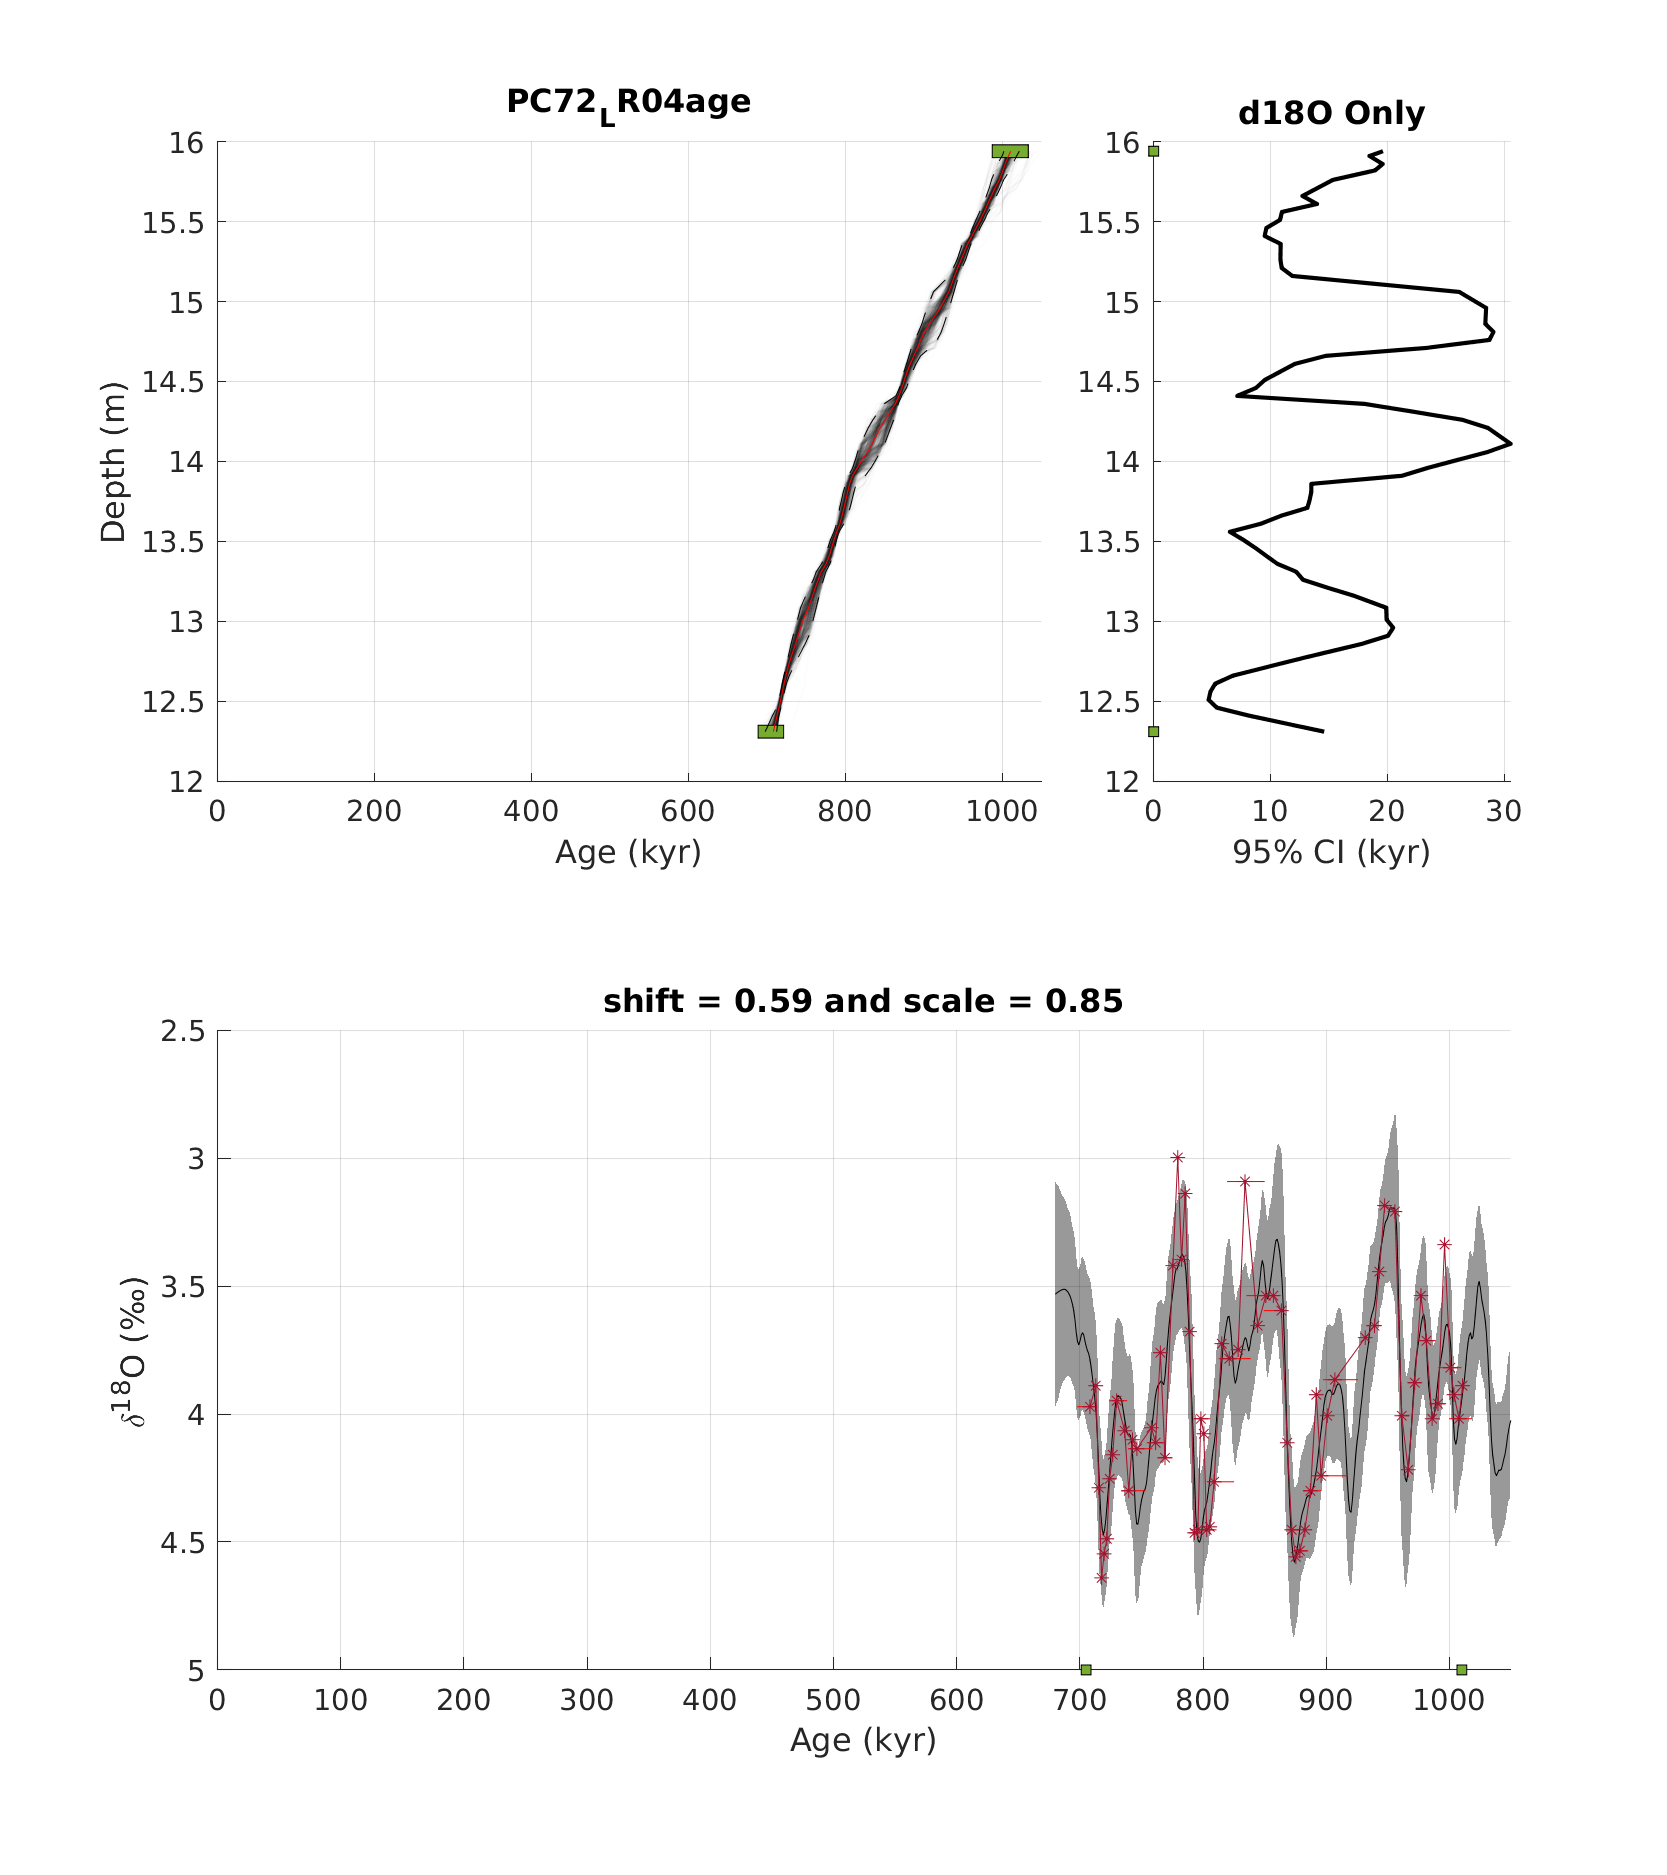 PC72LR04age
16
15.5
15
14.5
14
13.5
13
12.5
12
Depth (m)
0 200 400 600 800 1000
Age (kyr)
d18O Only
16
15.5
15
14.5
14
13.5
13
12.5
12
0 10 20 30
95% CI (kyr)
shift = 0.59 and scale = 0.85
2.5
3
3.5
4
4.5
5
δ18O (‰)
0 100 200 300 400 500 600 700 800 900 1000
Age (kyr)